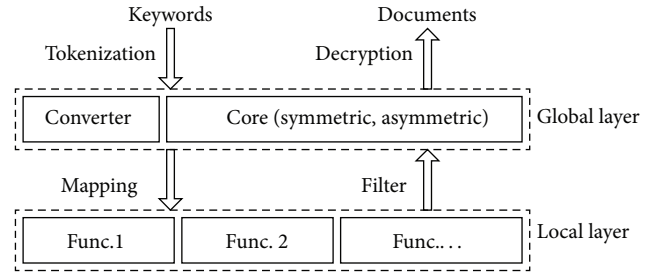 Keywords
Documents
Tokenization
Decryption
Converter
Core (symmetric, asymmetric)
Global layer
Mapping
Filter
Func.1
Func. 2
Func.. . .
Local layer